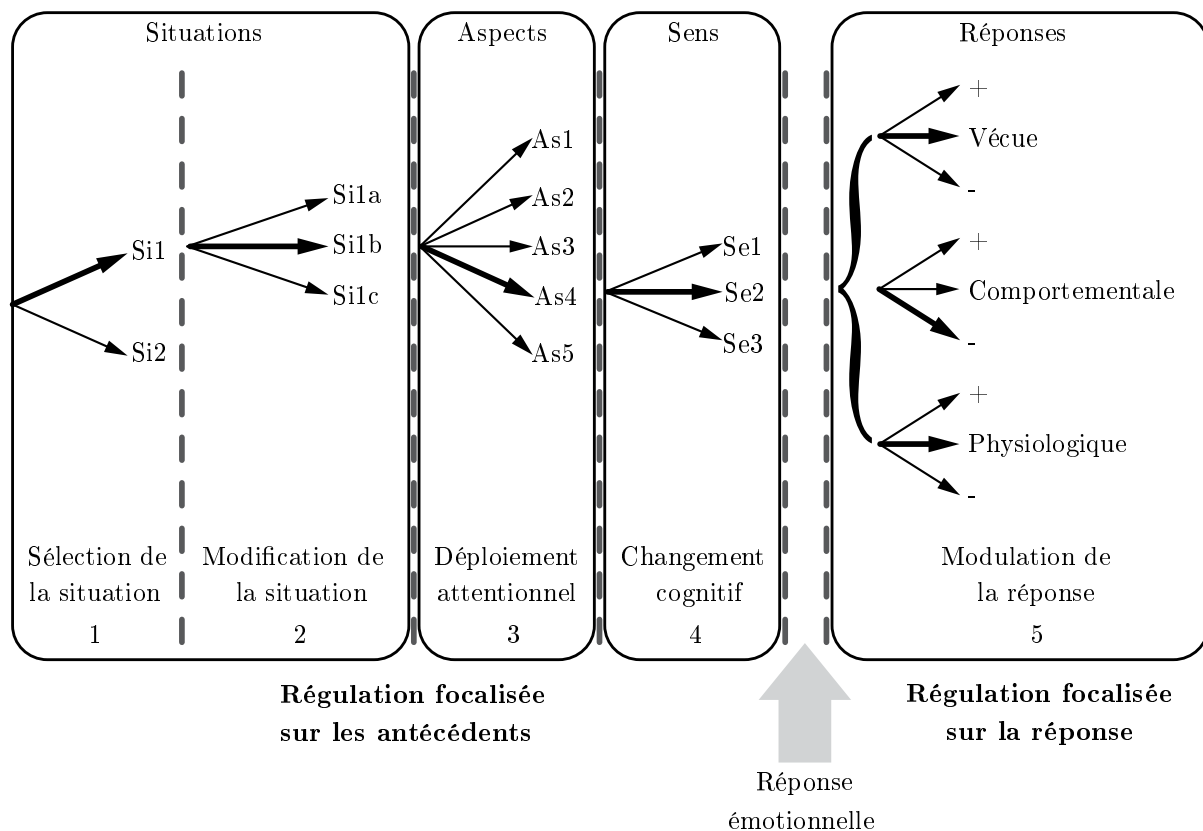 Situations
Aspects
Sens
Réponses
Si1
Si2
Si1a
Si1b
Si1c
As1
As2
As3
As4
As5
Se1
Se2
Se3
+
Vécue
-
+
Comportementale
-
+
Physiologique
-
Sélection de
la situation
1
Modification de
la situation
2
Déploiement
attentionnel
3
Changement
cognitif
4
Modulation de
la réponse
5
Régulation focalisée
sur les antécédents
Régulation focalisée
sur la réponse
Réponse
émotionnelle